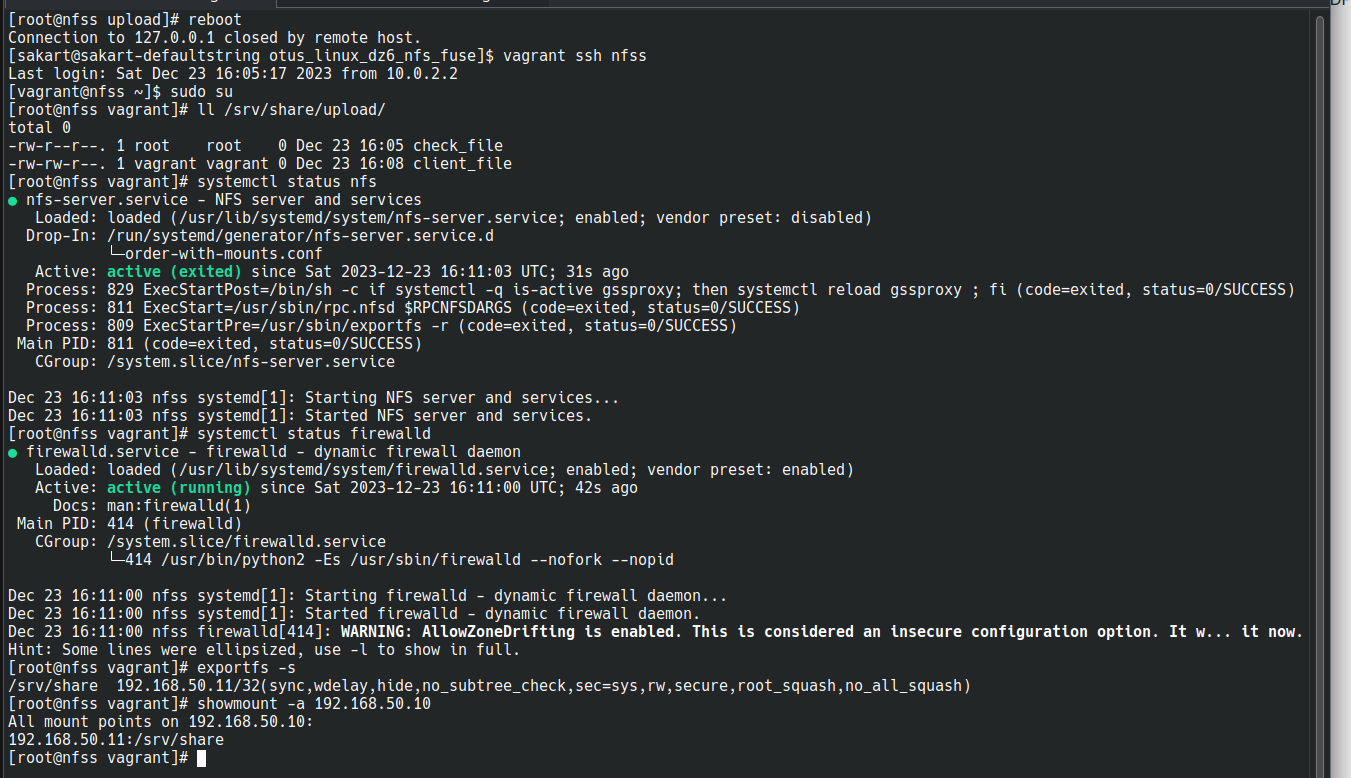 [root@nfss upload]# reboot
Connection to 127.0.0.1 closed by remote host.
[sakart@sakart-defaultstring otus_linux_dz6_nfs_fuse]$ vagrant ssh nfss
Last login: Sat Dec 23 16:05:17 2023 from 10.0.2.2
[vagrant@nfss ~]$ sudo su
[root@nfss vagrant]# ll /srv/share/upload/
total 0
-rw-r--r--. 1 root    root    0 Dec 23 16:05 check_file
-rw-rw-r--. 1 vagrant vagrant 0 Dec 23 16:08 client_file
[root@nfss vagrant]# systemctl status nfs
● nfs-server.service - NFS server and services
   Loaded: loaded (/usr/lib/systemd/system/nfs-server.service; enabled; vendor preset: disabled)
  Drop-In: /run/systemd/generator/nfs-server.service.d
           └─order-with-mounts.conf
   Active: active (exited) since Sat 2023-12-23 16:11:03 UTC; 31s ago
  Process: 829 ExecStartPost=/bin/sh -c if systemctl -q is-active gssproxy; then systemctl reload gssproxy ; fi (code=exited, status=0/SUCCESS)
  Process: 811 ExecStart=/usr/sbin/rpc.nfsd $RPCNFSDARGS (code=exited, status=0/SUCCESS)
  Process: 809 ExecStartPre=/usr/sbin/exportfs -r (code=exited, status=0/SUCCESS)
 Main PID: 811 (code=exited, status=0/SUCCESS)
   CGroup: /system.slice/nfs-server.service

Dec 23 16:11:03 nfss systemd[1]: Starting NFS server and services...
Dec 23 16:11:03 nfss systemd[1]: Started NFS server and services.
[root@nfss vagrant]# systemctl status firewalld
● firewalld.service - firewalld - dynamic firewall daemon
   Loaded: loaded (/usr/lib/systemd/system/firewalld.service; enabled; vendor preset: enabled)
   Active: active (running) since Sat 2023-12-23 16:11:00 UTC; 42s ago
     Docs: man:firewalld(1)
 Main PID: 414 (firewalld)
   CGroup: /system.slice/firewalld.service
           └─414 /usr/bin/python2 -Es /usr/sbin/firewalld --nofork --nopid

Dec 23 16:11:00 nfss systemd[1]: Starting firewalld - dynamic firewall daemon...
Dec 23 16:11:00 nfss systemd[1]: Started firewalld - dynamic firewall daemon.
Dec 23 16:11:00 nfss firewalld[414]: WARNING: AllowZoneDrifting is enabled. This is considered an insecure configuration option. It w... it now.
Hint: Some lines were ellipsized, use -l to show in full.
[root@nfss vagrant]# exportfs -s
/srv/share  192.168.50.11/32(sync,wdelay,hide,no_subtree_check,sec=sys,rw,secure,root_squash,no_all_squash)
[root@nfss vagrant]# showmount -a 192.168.50.10
All mount points on 192.168.50.10:
192.168.50.11:/srv/share
[root@nfss vagrant]#